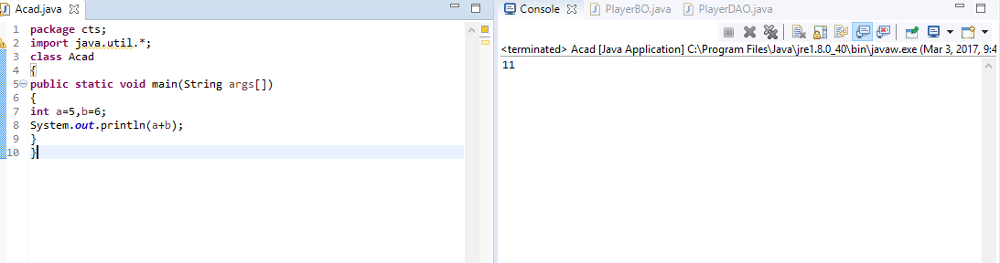 Acad.java
1 package cts;
2 import java.util.*;
3 class Acad
4 {
5 public static void main(String args[])
6 {
7 int a=5,b=6;
8 System.out.println(a+b);
9 }
10 }
Console PlayerBO.java PlayerDAO.java
<terminated> Acad [Java Application] C:\Program Files\Java\jre1.8.0_40\bin\javaw.exe (Mar 3, 2017, 9:4
11